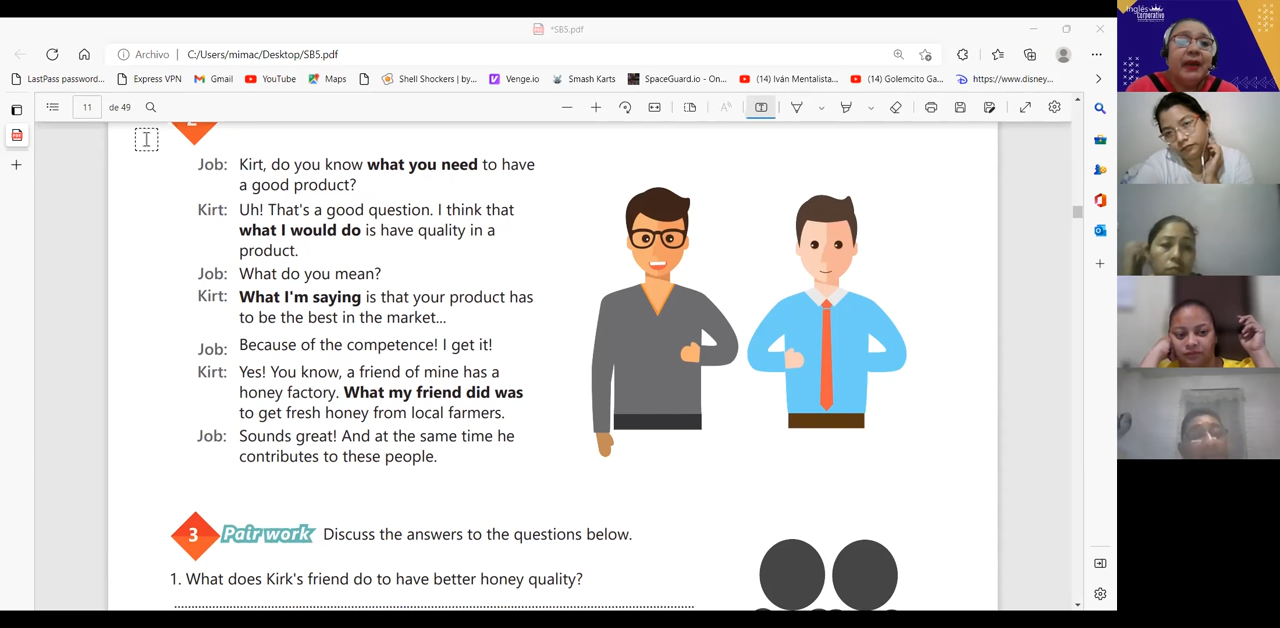 *SB5.pdf
Archivo | C:/Users/mimac/Desktop/SB5.pdf
LastPass password... Express VPN Gmail YouTube Maps Shell Shockers | by... Venge.io Smash Karts SpaceGuard.io - On... (14) Iván Mentalista... (14) Golemcito Ga... https://www.disney...
11 de 49
Job: Kirt, do you know what you need to have
a good product?
Kirt: Uh! That's a good question. I think that
what I would do is have quality in a
product.
Job: What do you mean?
Kirt: What I'm saying is that your product has
to be the best in the market...
Job: Because of the competence! I get it!
Kirt: Yes! You know, a friend of mine has a
honey factory. What my friend did was
to get fresh honey from local farmers.
Job: Sounds great! And at the same time he
contributes to these people.
3 Pair work Discuss the answers to the questions below.
1. What does Kirk's friend do to have better honey quality?
Inglés
Corporativo